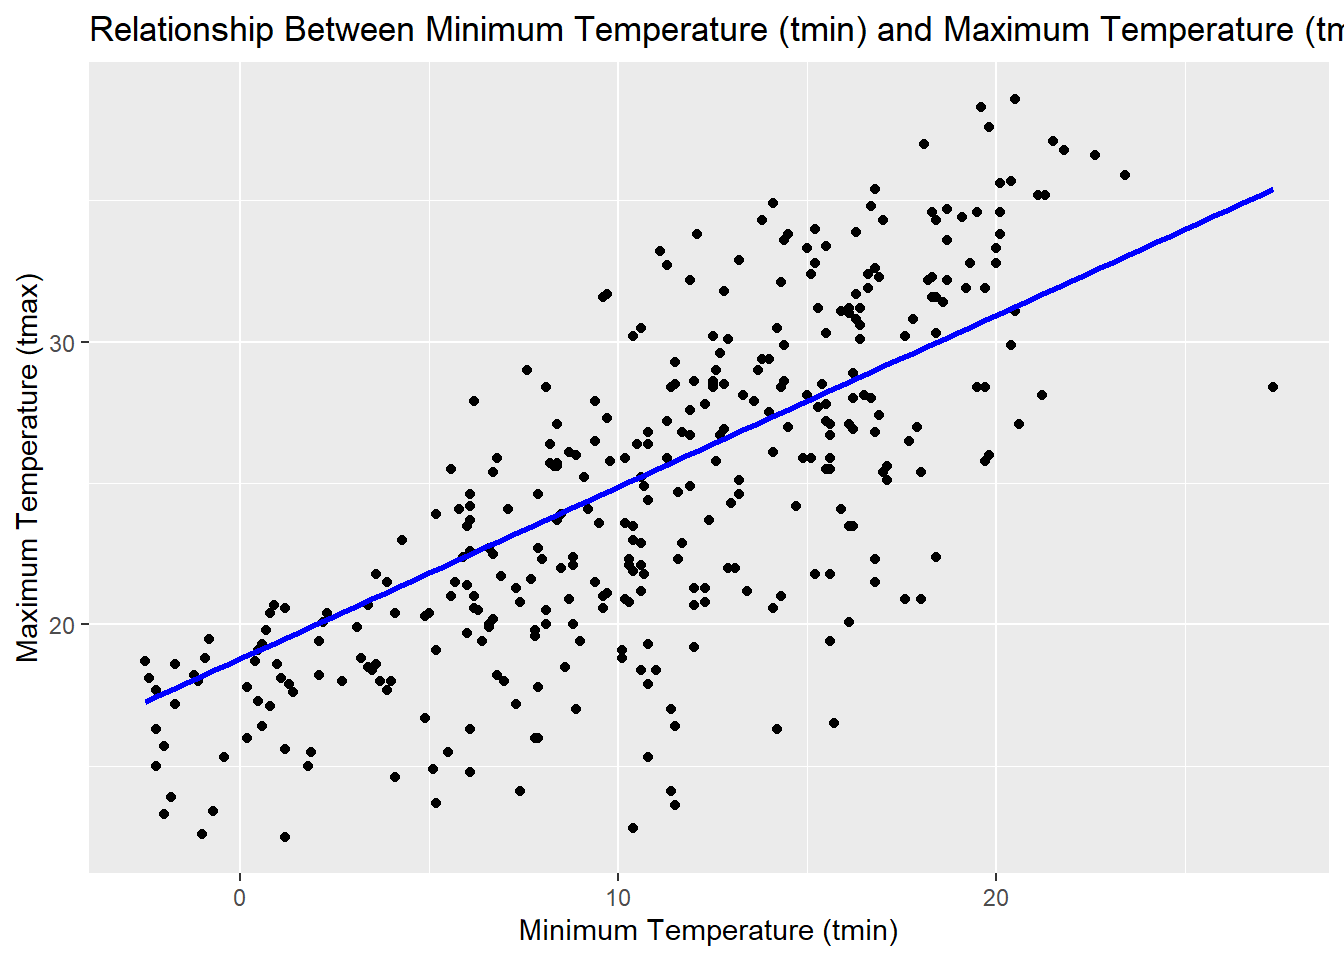 Relationship Between Minimum Temperature (tmin) and Maximum Temperature (tm
Maximum Temperature (tmax)
30
20
0
10
20
Minimum Temperature (tmin)